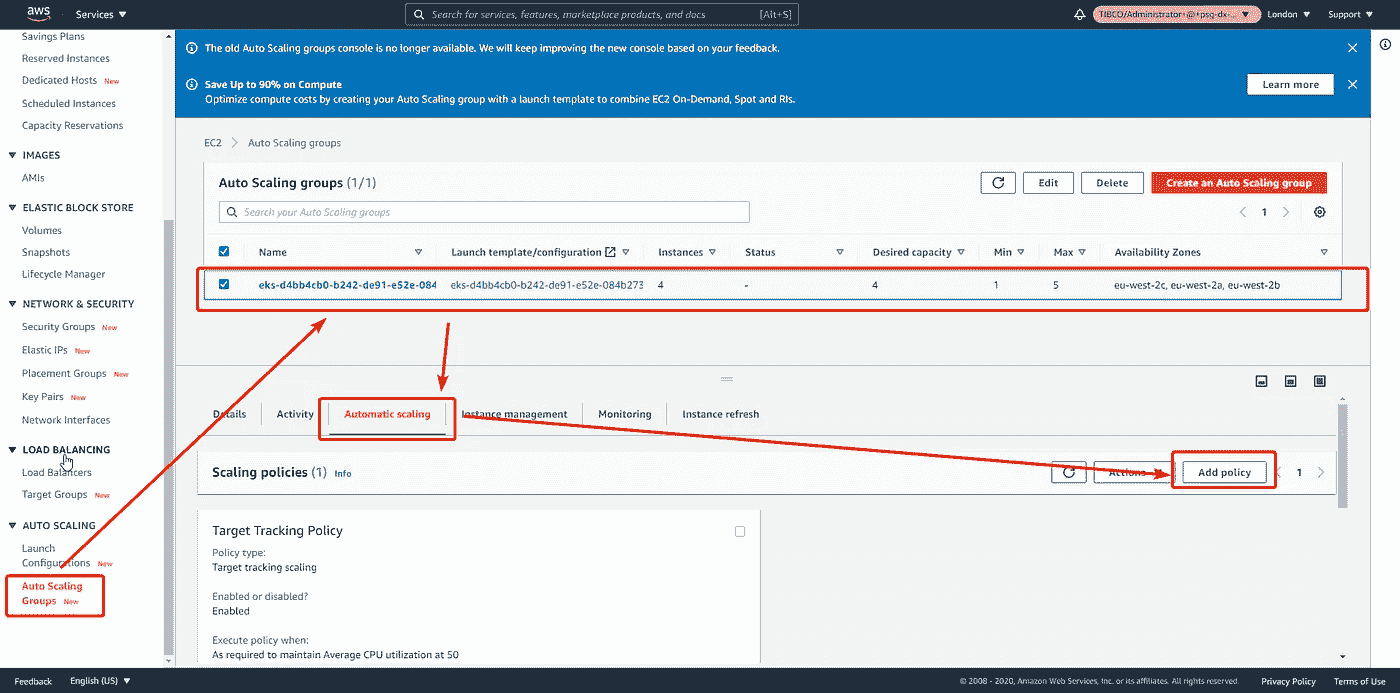 aws
Services
Search for services, features, marketplace products, and docs
[Alt+S]
TIBCO/Administrator
London
Support
Savings Plans
Reserved Instances
Dedicated Hosts New
Scheduled Instances
Capacity Reservations
IMAGES
AMIs
ELASTIC BLOCK STORE
Volumes
Snapshots
Lifecycle Manager
NETWORK & SECURITY
Security Groups New
Elastic IPs New
Placement Groups New
Key Pairs New
Network Interfaces
LOAD BALANCING
Load Balancers
Target Groups New
AUTO SCALING
Launch
Configurations New
Auto Scaling
Groups New
The old Auto Scaling groups console is no longer available. We will keep improving the new console based on your feedback.
Save Up to 90% on Compute
Optimize compute costs by creating your Auto Scaling group with a launch template to combine EC2 On-Demand, Spot and RIs.
Learn more
EC2 > Auto Scaling groups
Auto Scaling groups (1/1)
Edit
Delete
Create an Auto Scaling group
Search your Auto Scaling groups
1
Name
Launch template/configuration
Instances
Status
Desired capacity
Min
Max
Availability Zones
eks-d4bb4cb0-b242-de91-e52e-084
eks-d4bb4cb0-b242-de91-e52e-084b273
4
-
4
1
5
eu-west-2c, eu-west-2a, eu-west-2b
Details
Activity
Automatic scaling
Instance management
Monitoring
Instance refresh
Scaling policies (1) Info
Actions
Add policy
1
Target Tracking Policy
Policy type:
Target tracking scaling
Enabled or disabled?
Enabled
Execute policy when:
As required to maintain Average CPU utilization at 50
Feedback
English (US)
© 2008 - 2020, Amazon Web Services, Inc. or its affiliates. All rights reserved.
Privacy Policy
Terms of Use